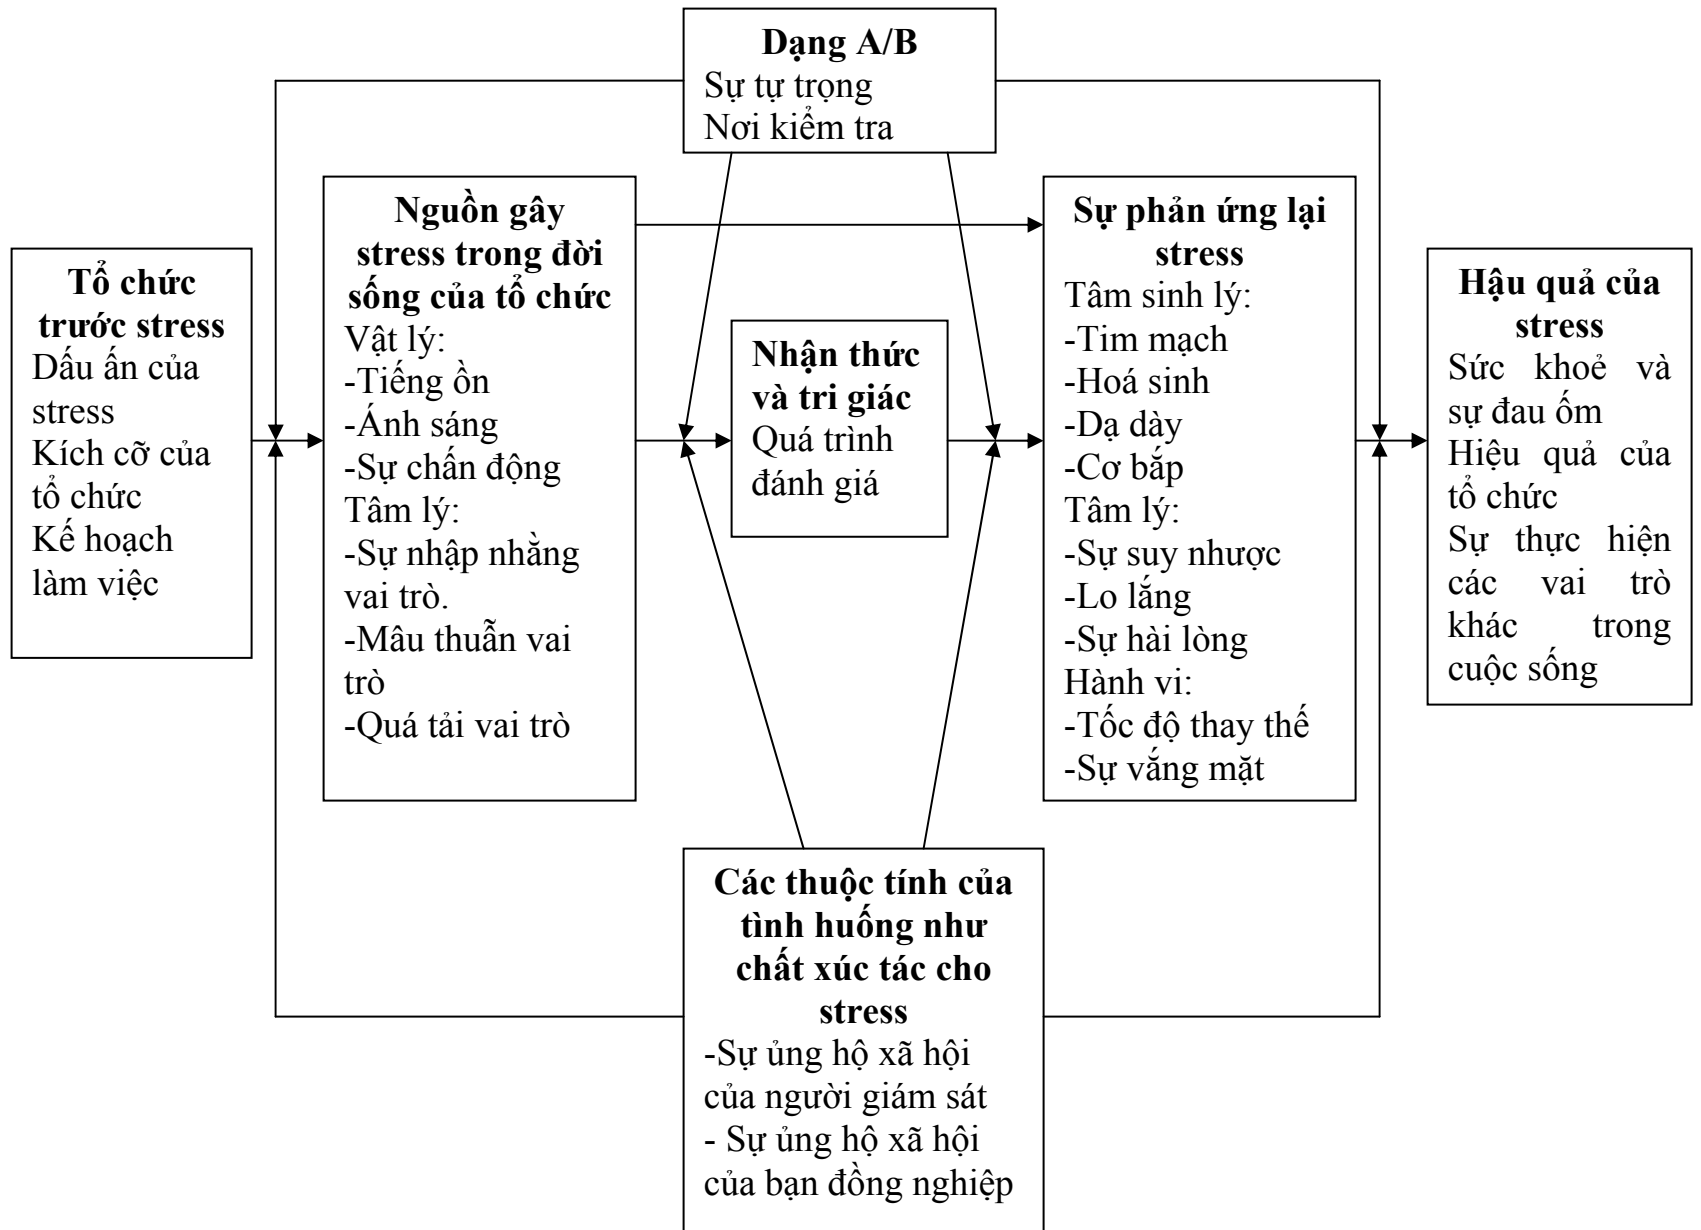 Dạng A/B
Sự tự trọng
Nơi kiểm tra
Tổ chức
trước stress
Dấu ấn của
stress
Kích cỡ của
tổ chức
Kế hoạch
làm việc
Nguồn gây
stress trong đời
sống của tổ chức
Vật lý:
-Tiếng ồn
-Ánh sáng
-Sự chấn động
Tâm lý:
-Sự nhập nhằng
vai trò.
-Mâu thuẫn vai
trò
-Quá tải vai trò
Nhận thức
và tri giác
Quá trình
đánh giá
Sự phản ứng lại
stress
Tâm sinh lý:
-Tim mạch
-Hoá sinh
-Dạ dày
-Cơ bắp
Tâm lý:
-Sự suy nhược
-Lo lắng
-Sự hài lòng
Hành vi:
-Tốc độ thay thế
-Sự vắng mặt
Hậu quả của
stress
Sức khoẻ và
sự đau ốm
Hiệu quả của
tổ chức
Sự thực hiện
các vai trò
khác trong
cuộc sống
Các thuộc tính của
tình huống như
chất xúc tác cho
stress
-Sự ủng hộ xã hội
của người giám sát
- Sự ủng hộ xã hội
của bạn đồng nghiệp